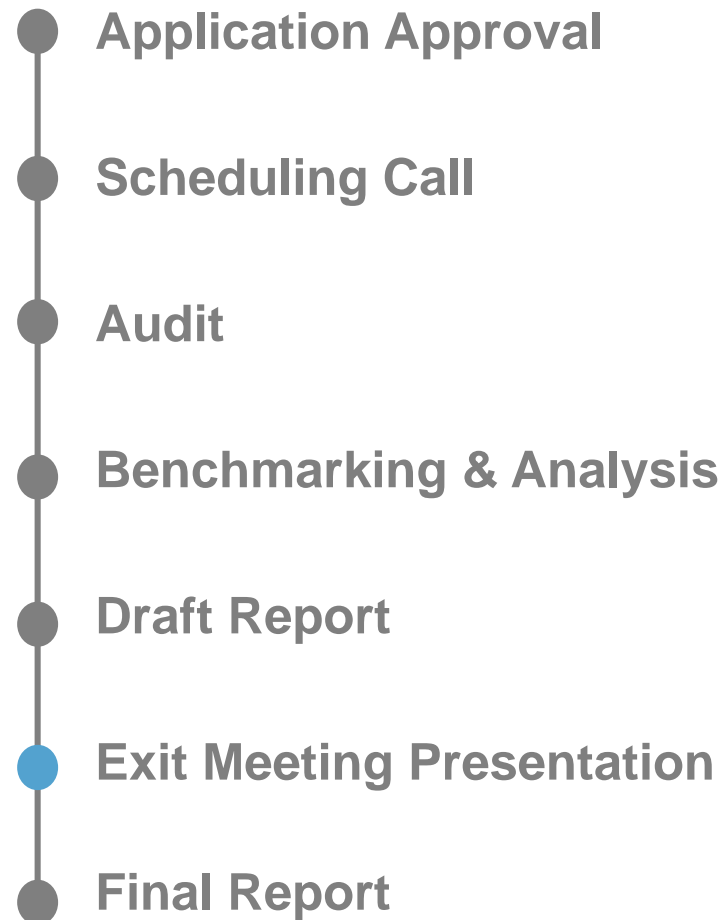 Application Approval
Scheduling Call
Audit
Benchmarking & Analysis
Draft Report
Exit Meeting Presentation
Final Report